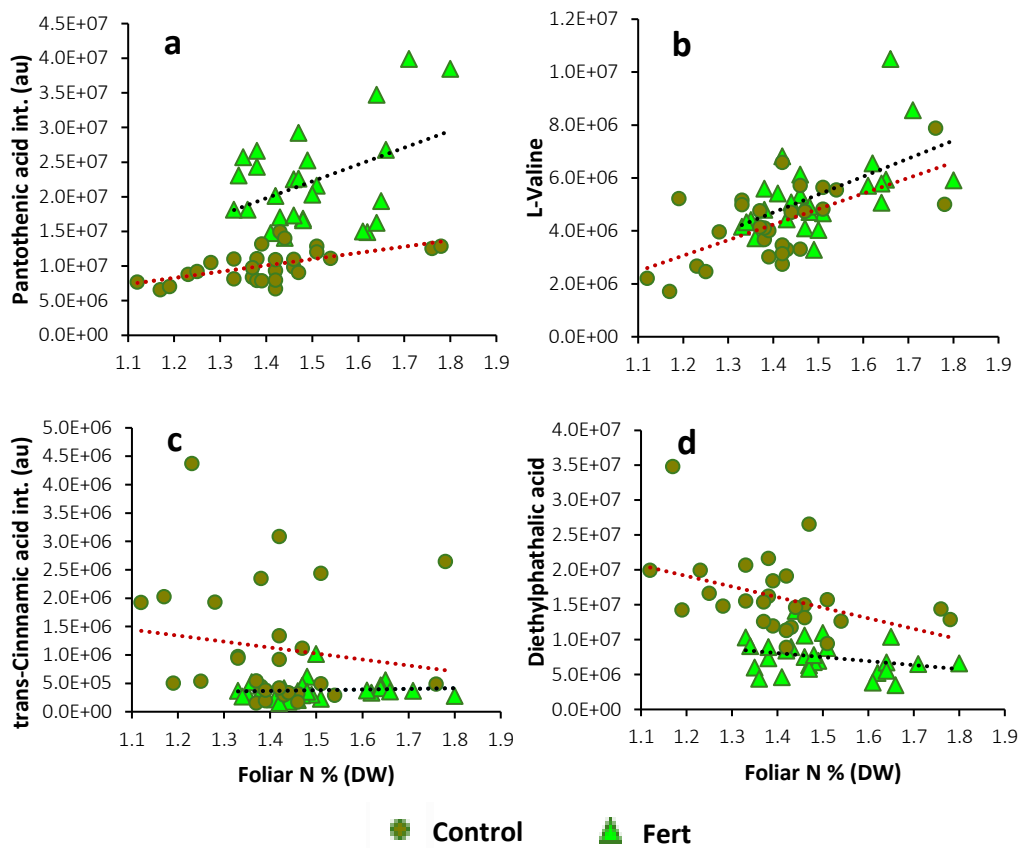 a
Pantothenic acid int. (au)
4.5E+07
4.0E+07
3.5E+07
3.0E+07
2.5E+07
2.0E+07
1.5E+07
1.0E+07
5.0E+06
0.0E+00
1.1 1.2 1.3 1.4 1.5 1.6 1.7 1.8 1.9
b
L-Valine
1.2E+07
1.0E+07
8.0E+06
6.0E+06
4.0E+06
2.0E+06
0.0E+00
1.1 1.2 1.3 1.4 1.5 1.6 1.7 1.8 1.9
c
trans-Cinnnamic acid int. (au)
5.0E+06
4.5E+06
4.0E+06
3.5E+06
3.0E+06
2.5E+06
2.0E+06
1.5E+06
1.0E+06
5.0E+05
0.0E+00
1.1 1.2 1.3 1.4 1.5 1.6 1.7 1.8 1.9
Foliar N % (DW)
d
Diethylphathalic acid
4.0E+07
3.5E+07
3.0E+07
2.5E+07
2.0E+07
1.5E+07
1.0E+07
5.0E+06
0.0E+00
1.1 1.2 1.3 1.4 1.5 1.6 1.7 1.8 1.9
Foliar N % (DW)
Control Fert